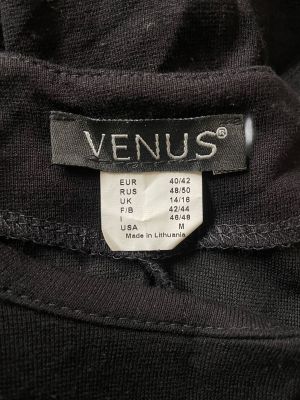 VENUS®
EUR 40/42
RUS 48/50
UK 14/16
F/B 42/44
I 46/48
USA M
Made in Lithuania